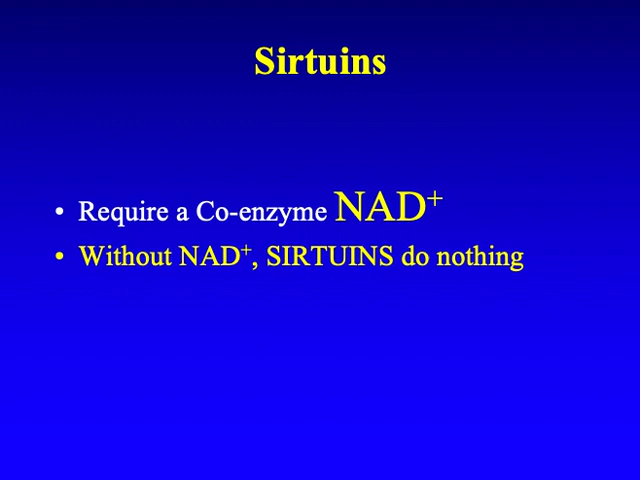 Sirtuins
• Require a Co-enzyme NAD⁺
• Without NAD⁺, SIRTUINS do nothing